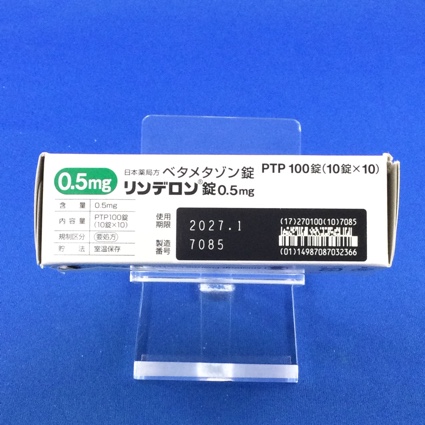 0.5mg
日本薬局方 ベタメタゾン錠 PTP 100錠(10錠×10)
リンデロン®錠0.5mg
含量 0.5mg
内容量 PTP100錠
(10錠×10)
規制区分 要処方
貯法 室温保存
使用
期限 2027.1
製造
番号 7085
(17)270100(10)7085
(01)14987087032366